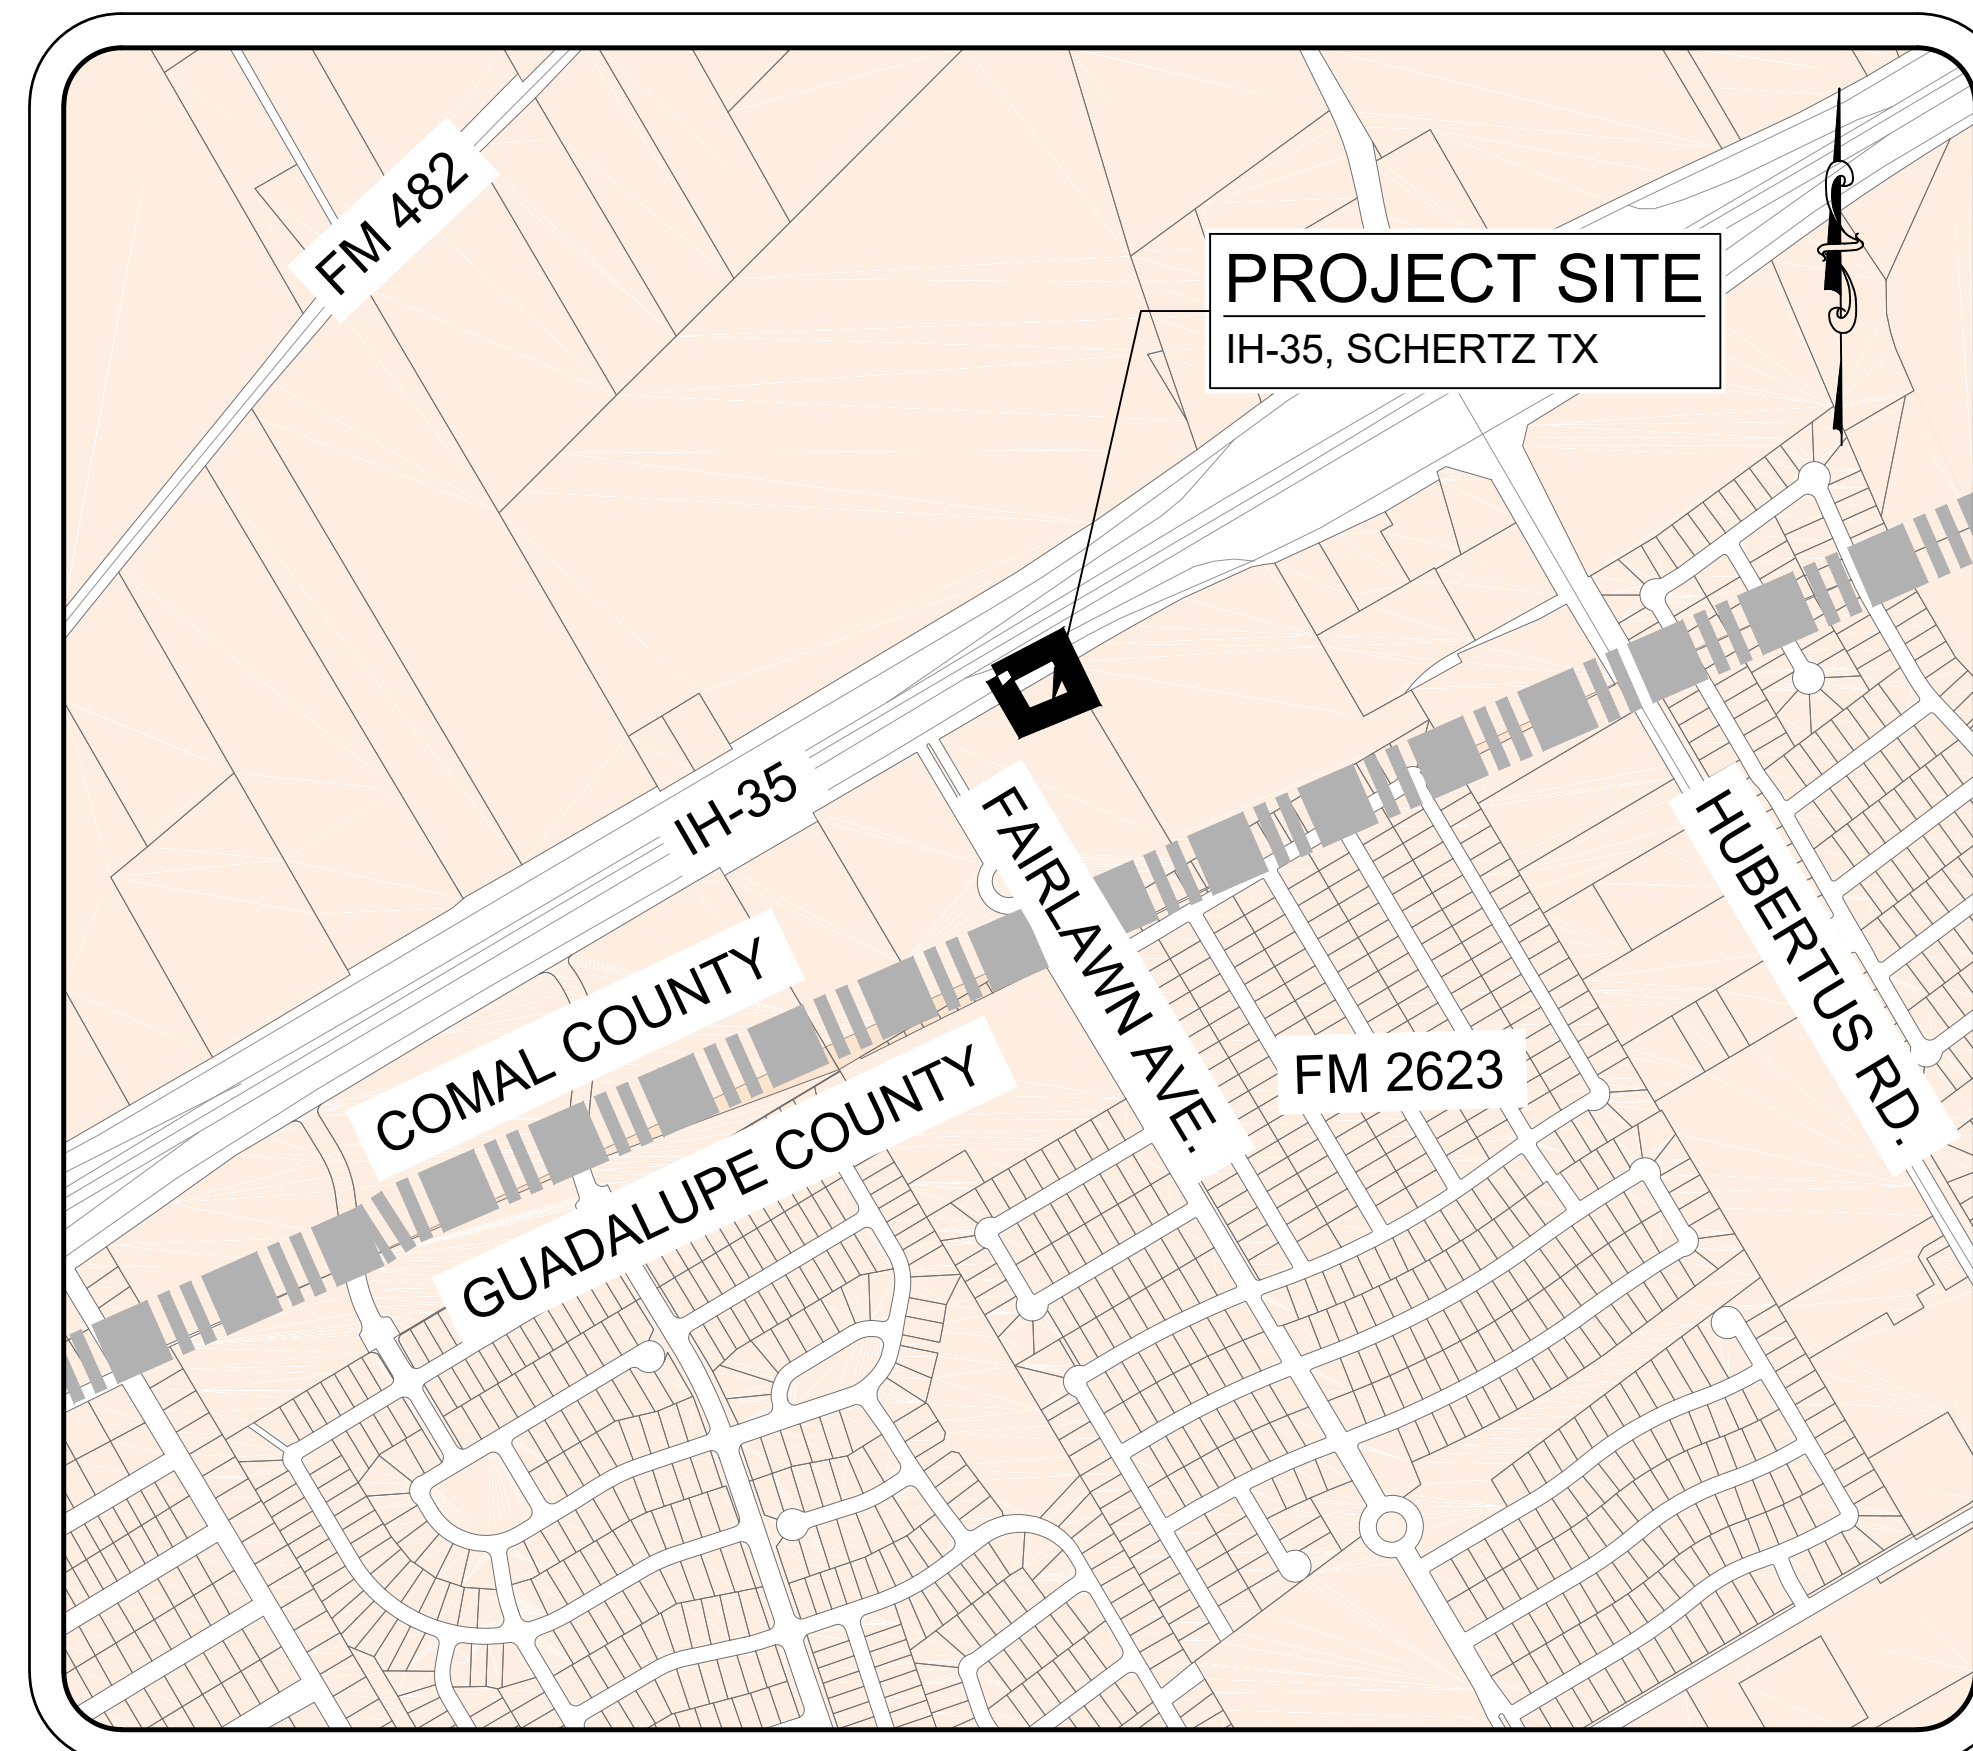 FM 482
PROJECT SITE
IH-35, SCHERTZ TX
IH-35
FAIRLAWN AVE.
HUBERTUS RD.
COMAL COUNTY
FM 2623
GUADALUPE COUNTY